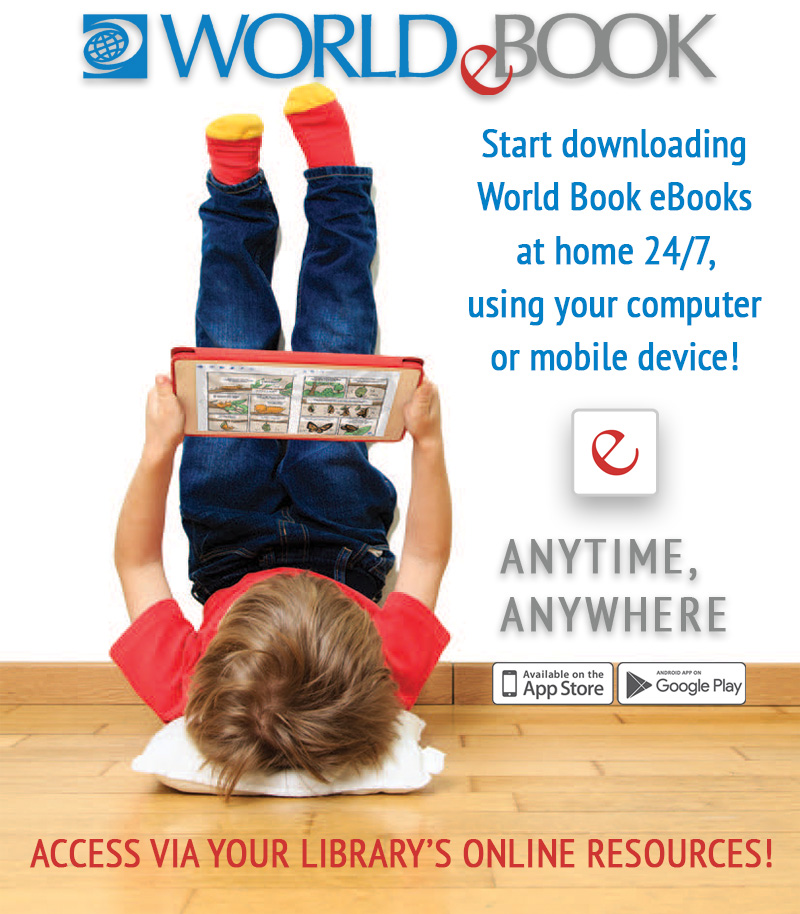 WORLD eBOOK
Start downloading
World Book eBooks
at home 24/7,
using your computer
or mobile device!
e
ANYTIME,
ANYWHERE
Available on the
App Store
ANDROID APP ON
Google Play
ACCESS VIA YOUR LIBRARY'S ONLINE RESOURCES!